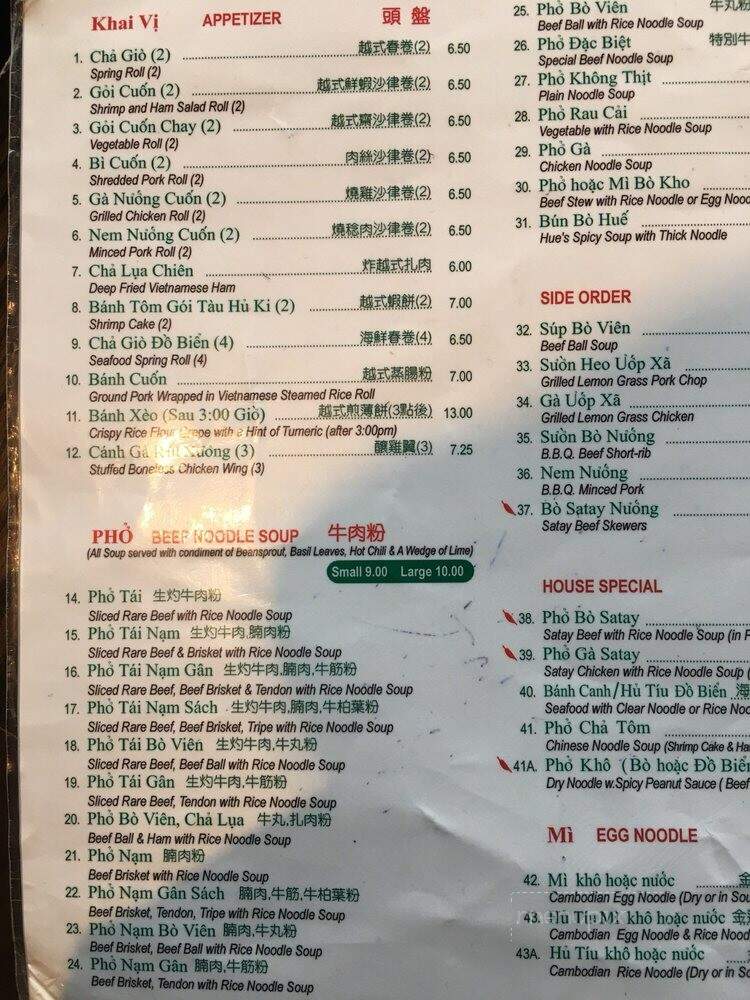 Khai Vị APPETIZER 頭 盤
1. Chả Giò (2) 越式春卷(2) 6.50
Spring Roll (2)
2. Gỏi Cuốn (2) 越式鮮蝦沙律卷(2) 6.50
Shrimp and Ham Salad Roll (2)
3. Gỏi Cuốn Chay (2) 越式齋沙律卷(2) 6.50
Vegetable Roll (2)
4. Bì Cuốn (2) 肉絲沙律卷(2) 6.50
Shredded Pork Roll (2)
5. Gà Nướng Cuốn (2) 燒雞沙律卷(2) 6.50
Grilled Chicken Roll (2)
6. Nem Nướng Cuốn (2) 燒稔肉沙律卷(2) 6.50
Minced Pork Roll (2)
7. Chả Lụa Chiên 炸越式扎肉 6.00
Deep Fried Vietnamese Ham
8. Bánh Tôm Gói Tàu Hủ Ki (2) 越式蝦餅(2) 7.00
Shrimp Cake (2)
9. Chả Giò Đồ Biển (4) 海鮮春卷(4) 6.50
Seafood Spring Roll (4)
10. Bánh Cuốn 越式蒸腸粉 7.00
Ground Pork Wrapped in Vietnamese Steamed Rice Roll
11. Bánh Xèo (Sau 3:00 Giờ) 越式煎薄餅(3點後) 13.00
Crispy Rice Flour Crepe with a Hint of Tumeric (after 3:00pm)
12. Cánh Gà Rút Xương (3) 釀雞翼(3) 7.25
Stuffed Boneless Chicken Wing (3)
PHỞ BEEF NOODLE SOUP 牛肉粉
(All Soup served with condiment of Beansprout, Basil Leaves, Hot Chili & A Wedge of Lime)
Small 9.00 Large 10.00
14. Phở Tái 生灼牛肉粉
Sliced Rare Beef with Rice Noodle Soup
15. Phở Tái Nạm 生灼牛肉,腩肉粉
Sliced Rare Beef & Brisket with Rice Noodle Soup
16. Phở Tái Nạm Gân 生灼牛肉,腩肉,牛筋粉
Sliced Rare Beef, Beef Brisket & Tendon with Rice Noodle Soup
17. Phở Tái Nạm Sách 生灼牛肉,腩肉,牛柏葉粉
Sliced Rare Beef, Beef Brisket, Tripe with Rice Noodle Soup
18. Phở Tái Bò Viên 生灼牛肉,牛丸粉
Sliced Rare Beef, Beef Ball with Rice Noodle Soup
19. Phở Tái Gân 生灼牛肉,牛筋粉
Sliced Rare Beef, Tendon with Rice Noodle Soup
20. Phở Bò Viên, Chả Lụa 牛丸,扎肉粉
Beef Ball & Ham with Rice Noodle Soup
21. Phở Nạm 腩肉粉
Beef Brisket with Rice Noodle Soup
22. Phở Nạm Gân Sách 腩肉,牛筋,牛柏葉粉
Beef Brisket, Tendon, Tripe with Rice Noodle Soup
23. Phở Nạm Bò Viên 腩肉,牛丸粉
Beef Brisket, Beef Ball with Rice Noodle Soup
24. Phở Nạm Gân 腩肉,牛筋粉
Beef Brisket, Tendon with Rice Noodle Soup
25. Phở Bò Viên 牛丸粉
Beef Ball with Rice Noodle Soup
26. Phở Đặc Biệt 特別牛
Special Beef Noodle Soup
27. Phở Không Thịt
Plain Noodle Soup
28. Phở Rau Cải
Vegetable with Rice Noodle Soup
29. Phở Gà
Chicken Noodle Soup
30. Phở hoặc Mì Bò Kho
Beef Stew with Rice Noodle or Egg Nood
31. Bún Bò Huế
Hue's Spicy Soup with Thick Noodle
SIDE ORDER
32. Súp Bò Viên
Beef Ball Soup
33. Sườn Heo Uốp Xã
Grilled Lemon Grass Pork Chop
34. Gà Uốp Xã
Grilled Lemon Grass Chicken
35. Sườn Bò Nướng
B.B.Q. Beef Short-rib
36. Nem Nướng
B.B.Q. Minced Pork
37. Bò Satay Nướng
Satay Beef Skewers
HOUSE SPECIAL
38. Phở Bò Satay
Satay Beef with Rice Noodle Soup (in
39. Phở Gà Satay
Satay Chicken with Rice Noodle Soup (
40. Bánh Canh/Hủ Tíu Đồ Biển 海
Seafood with Clear Noodle or Rice Noo
41. Phở Chả Tôm
Chinese Noodle Soup (Shrimp Cake & Ha
41A. Phở Khô (Bò hoặc Đồ Biển
Dry Noodle w.Spicy Peanut Sauce ( Beef
Mì EGG NOODLE
42. Mì khô hoặc nước 金
Cambodian Egg Noodle (Dry or in Sou
43. Hủ Tíu Mì khô hoặc nước 金
Cambodian Egg Noodle & Rice Nood
43A. Hủ Tíu khô hoặc nước
Cambodian Rice Noodle (Dry or in S